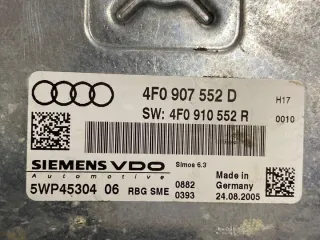 4F0 907 552 D
H17
SW: 4F0 910 552 R
0010
SIEMENS VDO
Automotive
Simos 6.3
5WP45304 06
RBG SME
0882
0393
Made in
Germany
24.08.2005